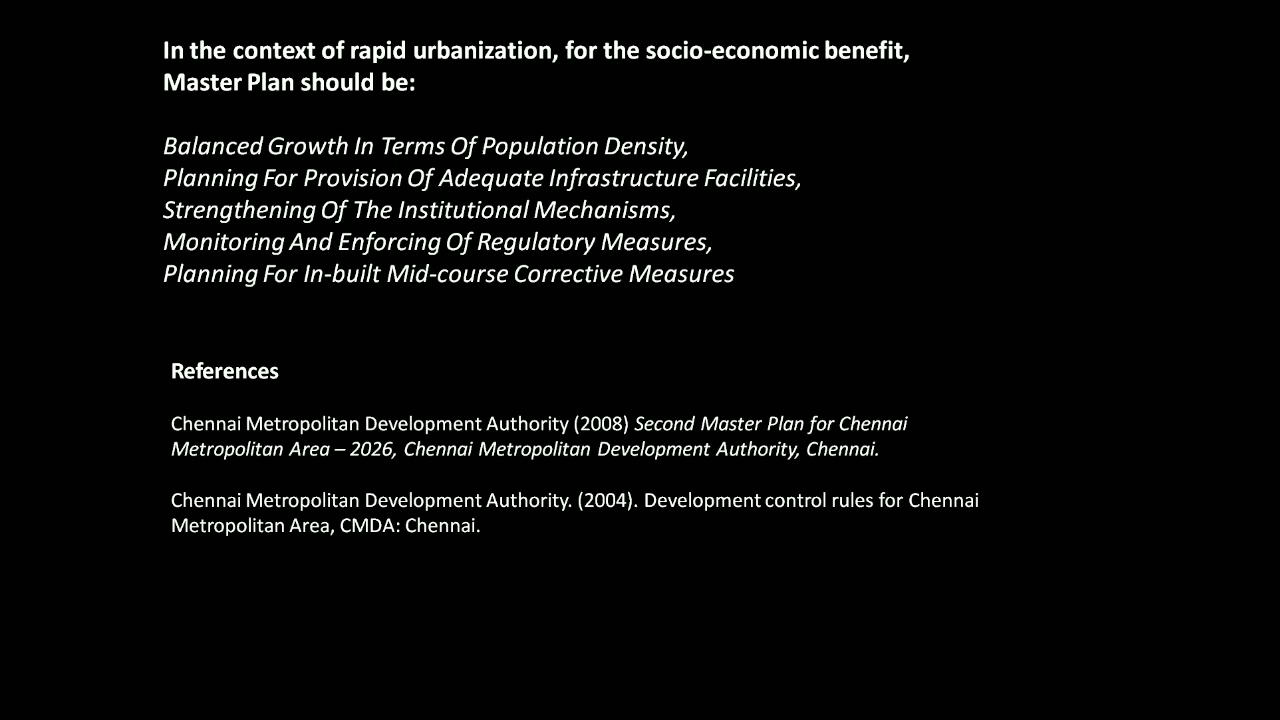 In the context of rapid urbanization, for the socio-economic benefit,
Master Plan should be:
Balanced Growth In Terms Of Population Density,
Planning For Provision Of Adequate Infrastructure Facilities,
Strengthening Of The Institutional Mechanisms,
Monitoring And Enforcing Of Regulatory Measures,
Planning For In-built Mid-course Corrective Measures
References
Chennai Metropolitan Development Authority (2008) Second Master Plan for Chennai
Metropolitan Area – 2026, Chennai Metropolitan Development Authority, Chennai.
Chennai Metropolitan Development Authority. (2004). Development control rules for Chennai
Metropolitan Area, CMDA: Chennai.